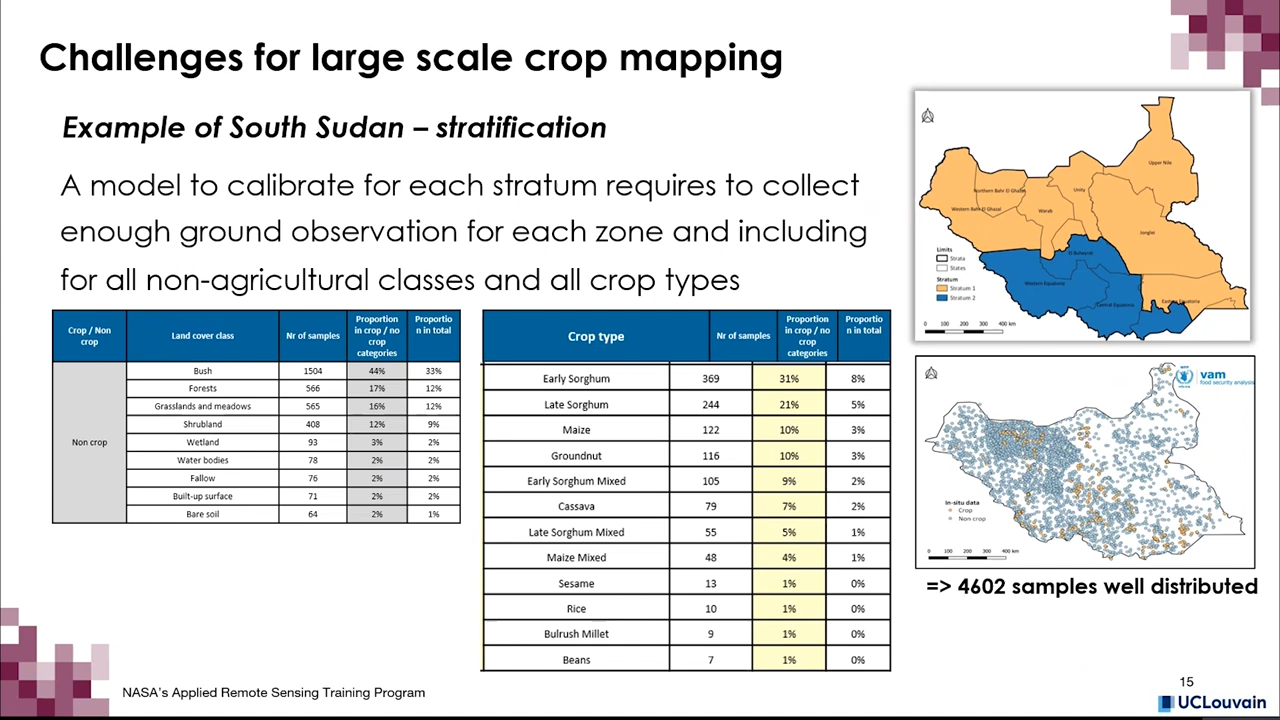 Challenges for large scale crop mapping
Example of South Sudan – stratification
A model to calibrate for each stratum requires to collect
enough ground observation for each zone and including
for all non-agricultural classes and all crop types
Crop / Non crop | Land cover class | Nr of samples | Proportion in crop / no crop categories | Proportio n in total
Non crop
Bush 1504 44% 33%
Forests 566 17% 12%
Grasslands and meadows 565 16% 12%
Shrubland 408 12% 9%
Wetland 93 3% 2%
Water bodies 78 2% 2%
Fallow 76 2% 2%
Built-up surface 71 2% 2%
Bare soil 64 2% 1%
Crop type | Nr of samples | Proportion in crop / no crop categories | Proportio n in total
Early Sorghum 369 31% 8%
Late Sorghum 244 21% 5%
Maize 122 10% 3%
Groundnut 116 10% 3%
Early Sorghum Mixed 105 9% 2%
Cassava 79 7% 2%
Late Sorghum Mixed 55 5% 1%
Maize Mixed 48 4% 1%
Sesame 13 1% 0%
Rice 10 1% 0%
Bulrush Millet 9 1% 0%
Beans 7 1% 0%
Upper Nile
Northern Bahr El Ghazal
Unity
Western Bahr El Ghazal
Warab
Jonglei
El Buheyrat
Western Equatoria
Central Equatoria
Eastern Equatoria
Limits
Strata
States
Stratum
Stratum 1
Stratum 2
0 100 200 300 400 km
vam
food security analysis
In-situ data
Crop
Non crop
0 100 200 300 400 km
=> 4602 samples well distributed
NASA's Applied Remote Sensing Training Program
15
UCLouvain